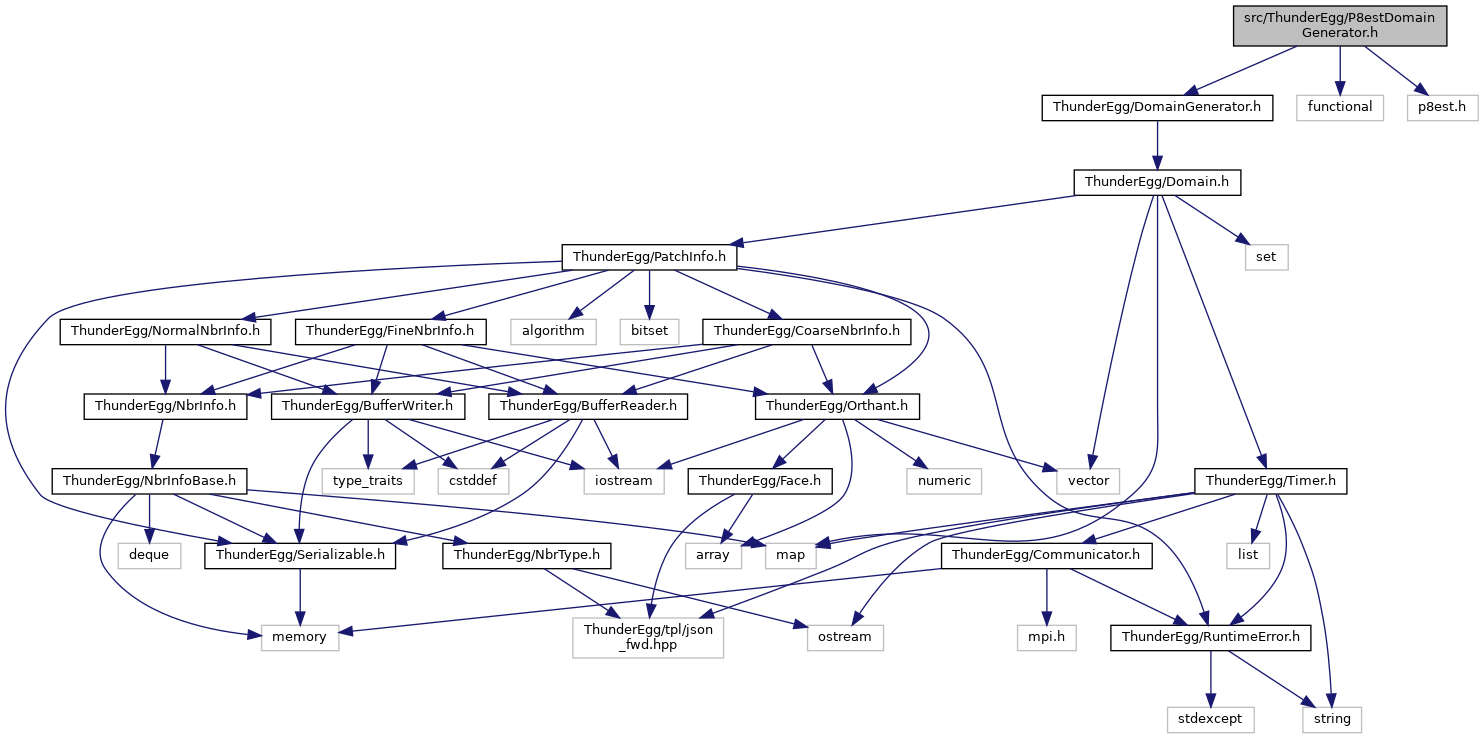 src/ThunderEgg/P8estDomain
Generator.h
ThunderEgg/DomainGenerator.h
functional
p8est.h
ThunderEgg/Domain.h
ThunderEgg/PatchInfo.h
set
ThunderEgg/NormalNbrInfo.h
ThunderEgg/FineNbrInfo.h
algorithm
bitset
ThunderEgg/CoarseNbrInfo.h
ThunderEgg/NbrInfo.h
ThunderEgg/BufferWriter.h
ThunderEgg/BufferReader.h
ThunderEgg/Orthant.h
ThunderEgg/NbrInfoBase.h
type_traits
cstddef
iostream
ThunderEgg/Face.h
numeric
vector
ThunderEgg/Timer.h
deque
ThunderEgg/Serializable.h
ThunderEgg/NbrType.h
array
map
ThunderEgg/Communicator.h
list
memory
ThunderEgg/tpl/json
_fwd.hpp
ostream
mpi.h
ThunderEgg/RuntimeError.h
stdexcept
string